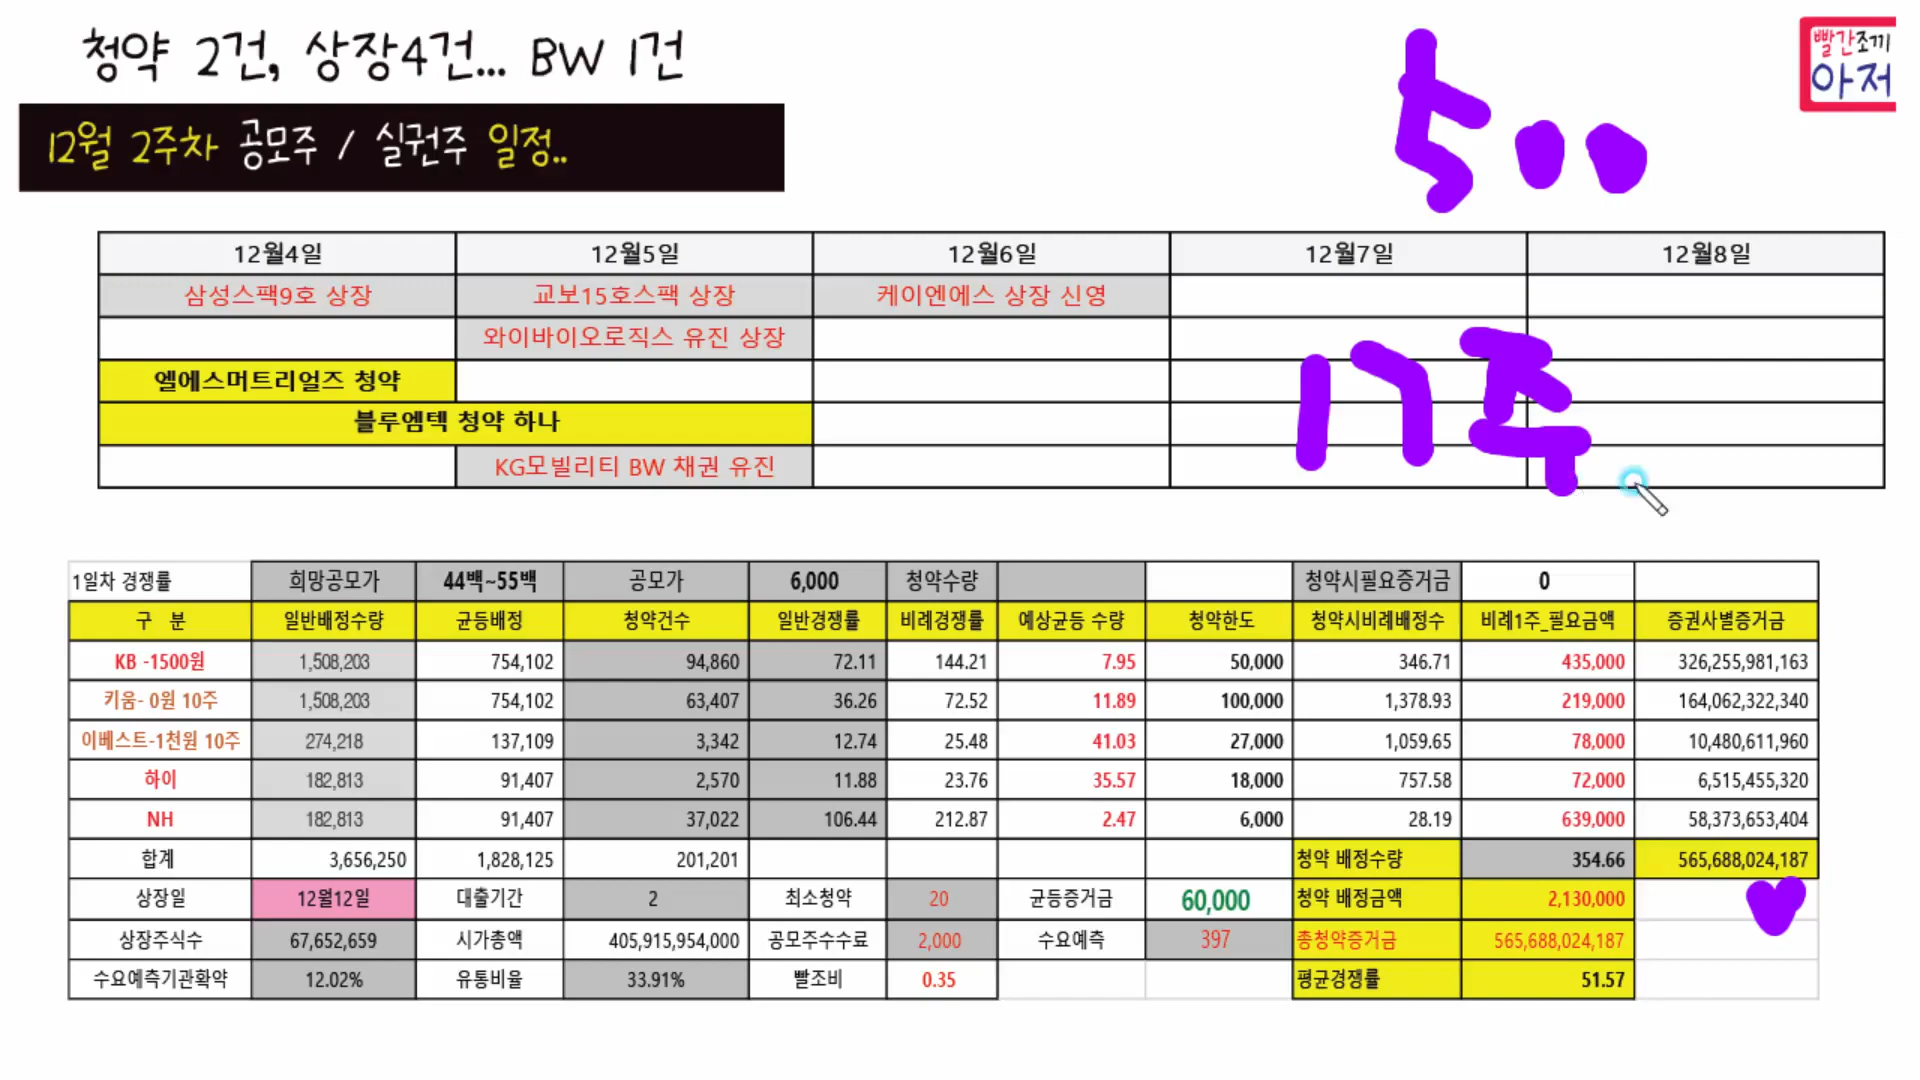 청약 2건, 상장4건... BW 1건
빨간조끼
아저
12월 2주차 공모주 / 실권주 일정..
500
12월4일 12월5일 12월6일 12월7일 12월8일
삼성스팩9호 상장 교보15호스팩 상장 케이엔에스 상장 신영
와이바이오로직스 유진 상장
엘에스머트리얼즈 청약
블루엠텍 청약 하나
KG모빌리티 BW 채권 유진
17주
1일차 경쟁률 희망공모가 44백~55백 공모가 6,000 청약수량 청약시필요증거금 0
구 분 일반배정수량 균등배정 청약건수 일반경쟁률 비례경쟁률 예상균등 수량 청약한도 청약시비례배정수 비례1주_필요금액 증권사별증거금
KB -1500원 1,508,203 754,102 94,860 72.11 144.21 7.95 50,000 346.71 435,000 326,255,981,163
키움- 0원 10주 1,508,203 754,102 63,407 36.26 72.52 11.89 100,000 1,378.93 219,000 164,062,322,340
이베스트-1천원 10주 274,218 137,109 3,342 12.74 25.48 41.03 27,000 1,059.65 78,000 10,480,611,960
하이 182,813 91,407 2,570 11.88 23.76 35.57 18,000 757.58 72,000 6,515,455,320
NH 182,813 91,407 37,022 106.44 212.87 2.47 6,000 28.19 639,000 58,373,653,404
합계 3,656,250 1,828,125 201,201 청약 배정수량 354.66 565,688,024,187
상장일 12월12일 대출기간 2 최소청약 20 균등증거금 60,000 청약 배정금액 2,130,000
상장주식수 67,652,659 시가총액 405,915,954,000 공모주수수료 2,000 수요예측 397 총청약증거금 565,688,024,187
수요예측기관확약 12.02% 유통비율 33.91% 빨조비 0.35 평균경쟁률 51.57